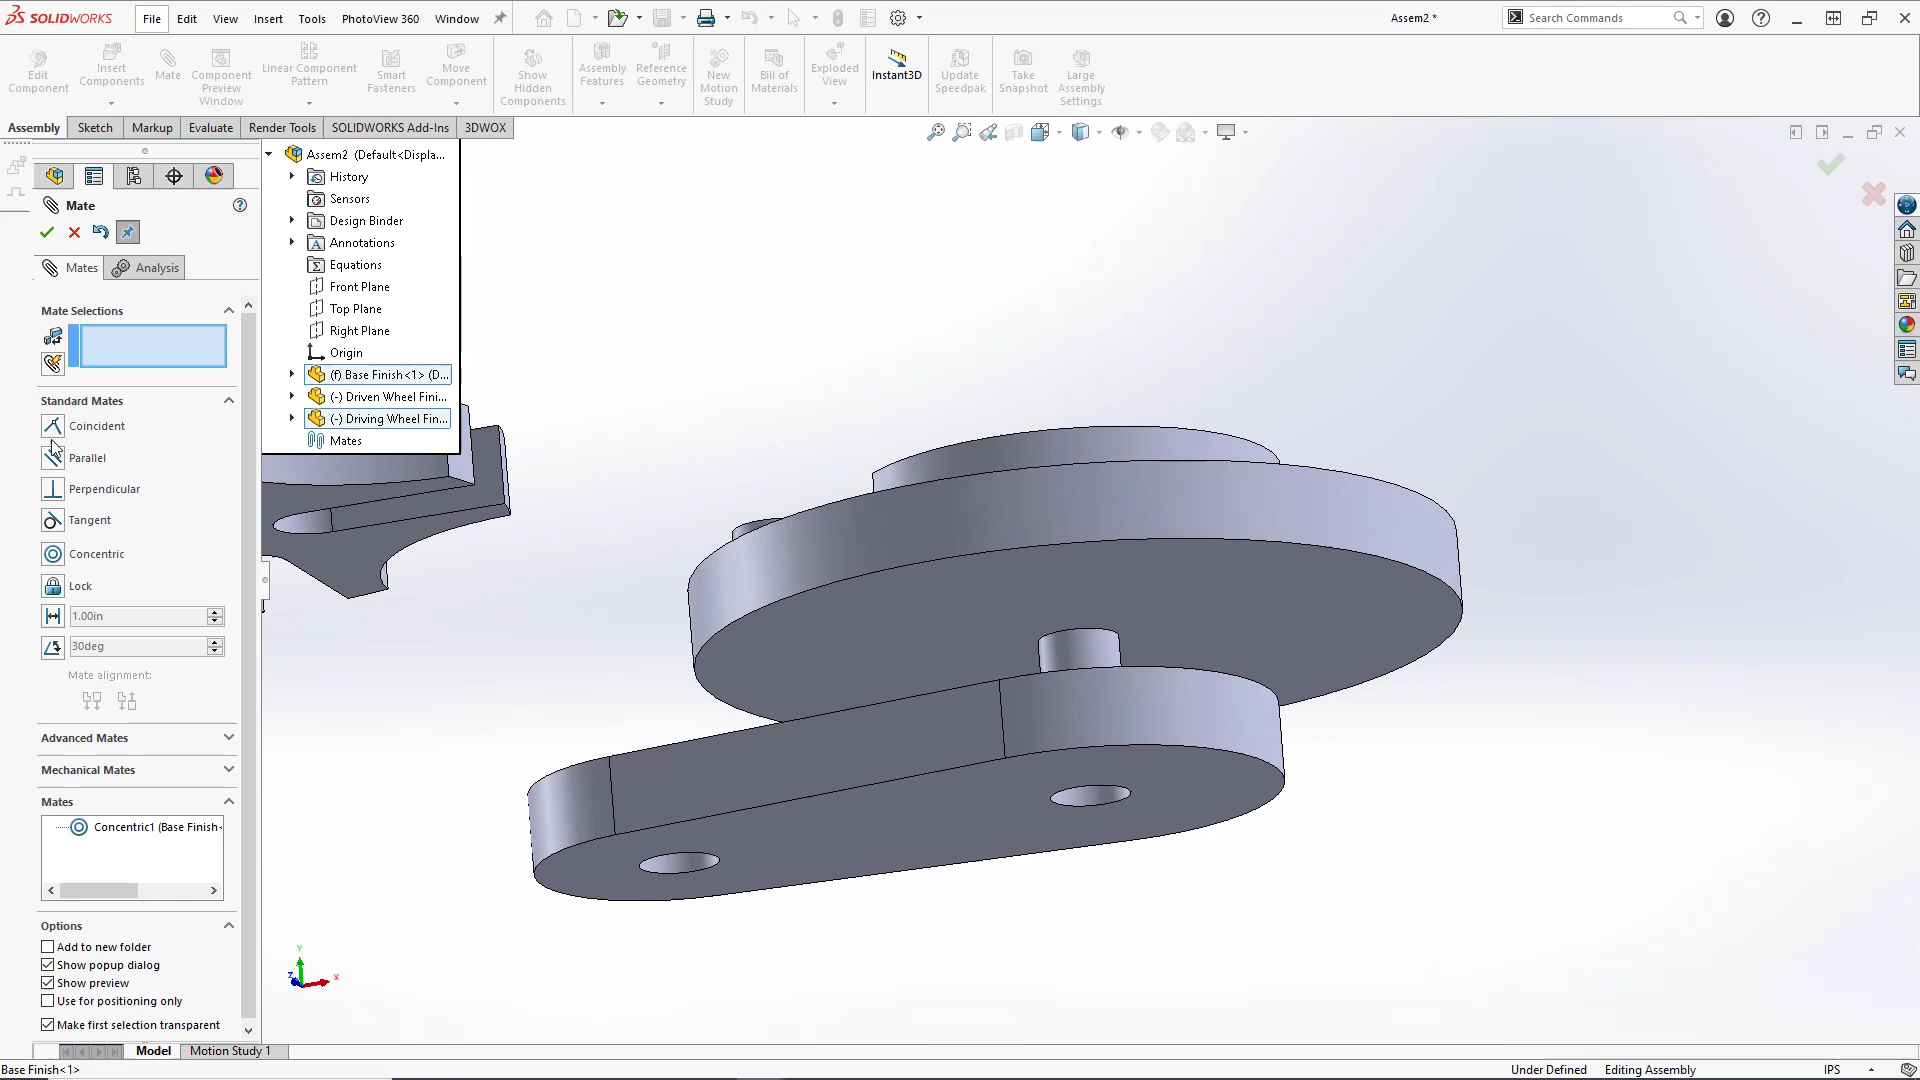 SOLIDWORKS
File Edit View Insert Tools PhotoView 360 Window
Assem2 *
Search Commands
Edit Component
Insert Components
Mate
Component Preview Window
Linear Component Pattern
Smart Fasteners
Move Component
Show Hidden Components
Assembly Features
Reference Geometry
New Motion Study
Bill of Materials
Exploded View
Instant3D
Update Speedpak
Take Snapshot
Large Assembly Settings
Assembly Sketch Markup Evaluate Render Tools SOLIDWORKS Add-Ins 3DWOX
Mate
Mates Analysis
Mate Selections
Standard Mates
Coincident
Parallel
Perpendicular
Tangent
Concentric
Lock
1.00in
30deg
Mate alignment:
Advanced Mates
Mechanical Mates
Mates
Concentric1 (Base Finish<
Options
Add to new folder
Show popup dialog
Show preview
Use for positioning only
Make first selection transparent
Assem2 (Default<Displa...
History
Sensors
Design Binder
Annotations
Equations
Front Plane
Top Plane
Right Plane
Origin
(f) Base Finish<1> (D...
(-) Driven Wheel Fini...
(-) Driving Wheel Fin...
Mates
Y
Z
X
Model Motion Study 1
Base Finish<1>
Under Defined Editing Assembly IPS